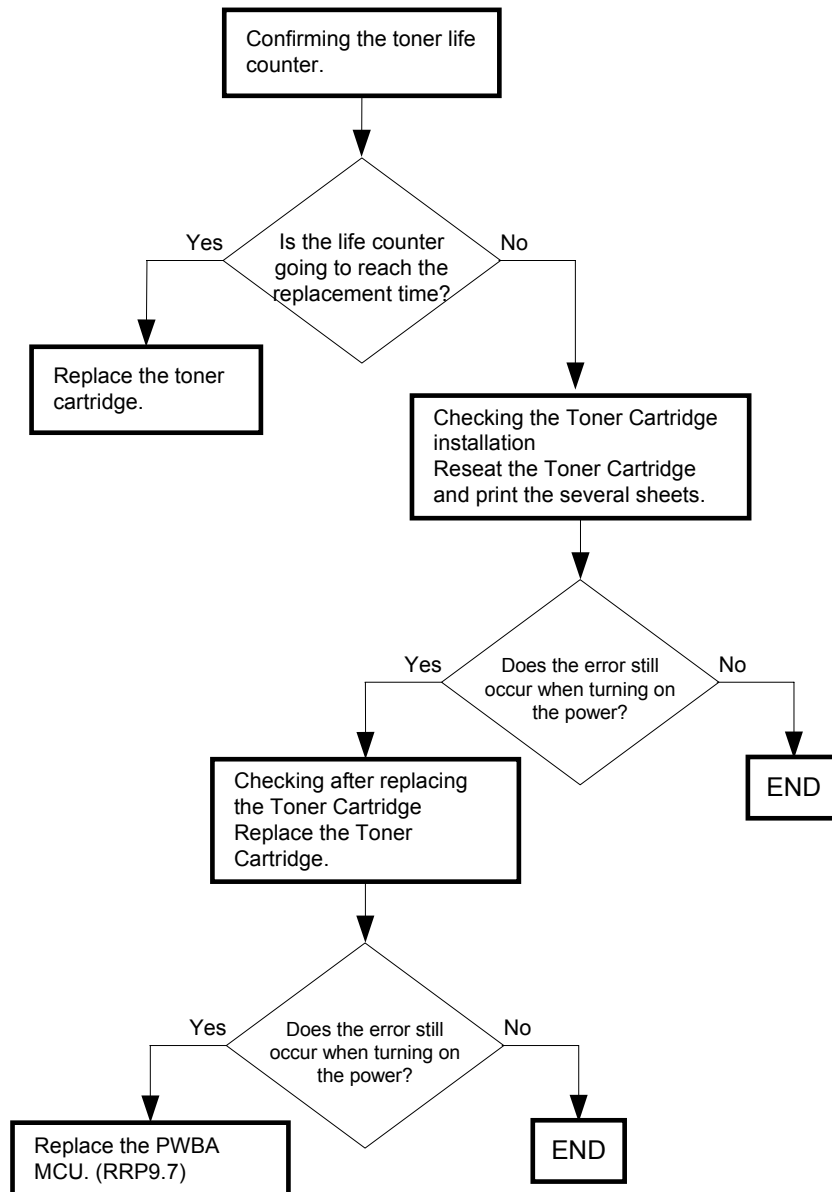 Confirming the toner life
counter.
Yes
Is the life counter
going to reach the
replacement time?
No
Replace the toner
cartridge.
Checking the Toner Cartridge
installation
Reseat the Toner Cartridge
and print the several sheets.
Yes
Does the error still
occur when turning on
the power?
No
END
Checking after replacing
the Toner Cartridge
Replace the Toner
Cartridge.
Yes
Does the error still
occur when turning on
the power?
No
Replace the PWBA
MCU. (RRP9.7)
END